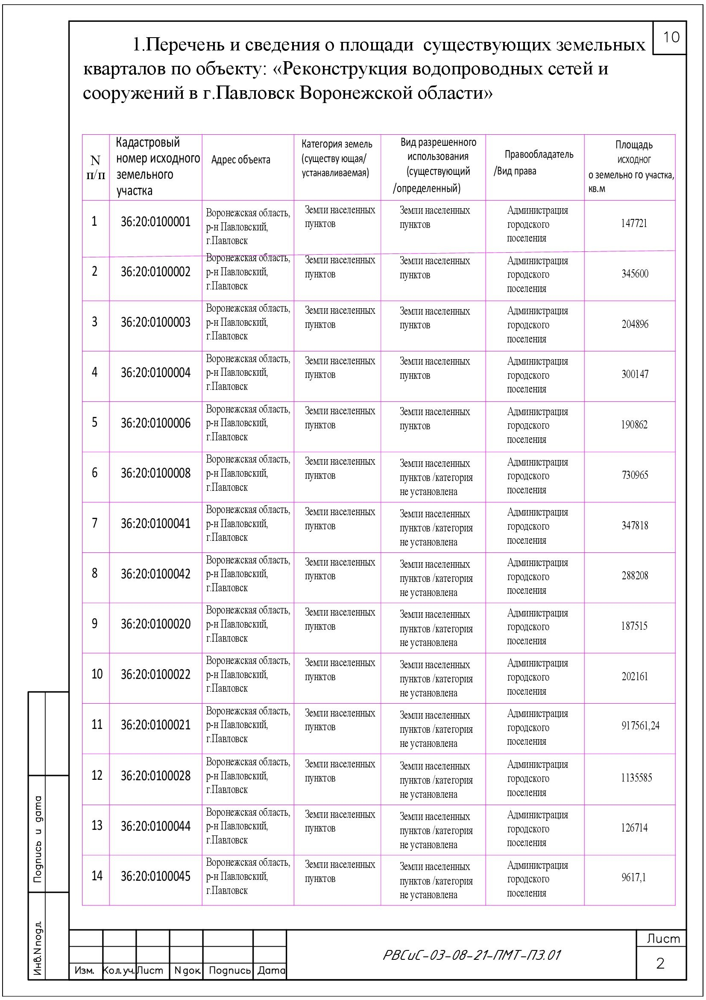 10
1.Перечень и сведения о площади существующих земельных
кварталов по объекту: «Реконструкция водопроводных сетей и
сооружений в г.Павловск Воронежской области»
N
п/п
Кадастровый
номер исходного
земельного
участка
Адрес объекта
Категория земель
(существу ющая/
устанавливаемая)
Вид разрешенного
использования
(существующий
/определенный)
Правообладатель
/Вид права
Площадь
исходног
о земельно го участка,
кв.м
1
36:20:0100001
Воронежская область,
р-н Павловский,
г.Павловск
Земли населенных
пунктов
Земли населенных
пунктов
Администрация
городского
поселения
147721
2
36:20:0100002
Воронежская область,
р-н Павловский,
г.Павловск
Земли населенных
пунктов
Земли населенных
пунктов
Администрация
городского
поселения
345600
3
36:20:0100003
Воронежская область,
р-н Павловский,
г.Павловск
Земли населенных
пунктов
Земли населенных
пунктов
Администрация
городского
поселения
204896
4
36:20:0100004
Воронежская область,
р-н Павловский,
г.Павловск
Земли населенных
пунктов
Земли населенных
пунктов
Администрация
городского
поселения
300147
5
36:20:0100006
Воронежская область,
р-н Павловский,
г.Павловск
Земли населенных
пунктов
Земли населенных
пунктов
Администрация
городского
поселения
190862
6
36:20:0100008
Воронежская область,
р-н Павловский,
г.Павловск
Земли населенных
пунктов
Земли населенных
пунктов /категория
не установлена
Администрация
городского
поселения
730965
7
36:20:0100041
Воронежская область,
р-н Павловский,
г.Павловск
Земли населенных
пунктов
Земли населенных
пунктов /категория
не установлена
Администрация
городского
поселения
347818
8
36:20:0100042
Воронежская область,
р-н Павловский,
г.Павловск
Земли населенных
пунктов
Земли населенных
пунктов /категория
не установлена
Администрация
городского
поселения
288208
9
36:20:0100020
Воронежская область,
р-н Павловский,
г.Павловск
Земли населенных
пунктов
Земли населенных
пунктов /категория
не установлена
Администрация
городского
поселения
187515
10
36:20:0100022
Воронежская область,
р-н Павловский,
г.Павловск
Земли населенных
пунктов
Земли населенных
пунктов /категория
не установлена
Администрация
городского
поселения
202161
11
36:20:0100021
Воронежская область,
р-н Павловский,
г.Павловск
Земли населенных
пунктов
Земли населенных
пунктов /категория
не установлена
Администрация
городского
поселения
917561,24
12
36:20:0100028
Воронежская область,
р-н Павловский,
г.Павловск
Земли населенных
пунктов
Земли населенных
пунктов /категория
не установлена
Администрация
городского
поселения
1135585
13
36:20:0100044
Воронежская область,
р-н Павловский,
г.Павловск
Земли населенных
пунктов
Земли населенных
пунктов /категория
не установлена
Администрация
городского
поселения
126714
14
36:20:0100045
Воронежская область,
р-н Павловский,
г.Павловск
Земли населенных
пунктов
Земли населенных
пунктов /категория
не установлена
Администрация
городского
поселения
9617,1
Подпись и дата
Инв.N подл.
Изм. Кол.уч. Лист N док. Подпись Дата
РВСиС-03-08-21-ПМТ-ПЗ.01
Лист
2